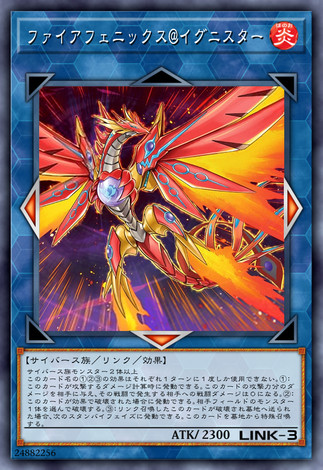 ファイアフェニックス@イグニスター
炎
【サイバース族/リンク/効果】
サイバース族モンスター2体以上
このカード名の①②③の効果はそれぞれ1ターンに1度しか使用できない。①:
このカードが攻撃するダメージ計算時に発動できる。このカードの攻撃力分のダ
メージを相手に与え、その戦闘で発生する相手への戦闘ダメージは0になる。②:こ
のカードが効果で破壊された場合に発動できる。相手フィールドのモンスター
1体を選んで破壊する。③:リンク召喚したこのカードが破壊され墓地へ送られ
た場合、次のスタンバイフェイズに発動できる。このカードを墓地から特殊召喚
する。
ATK/2300 LINK-3
24882256